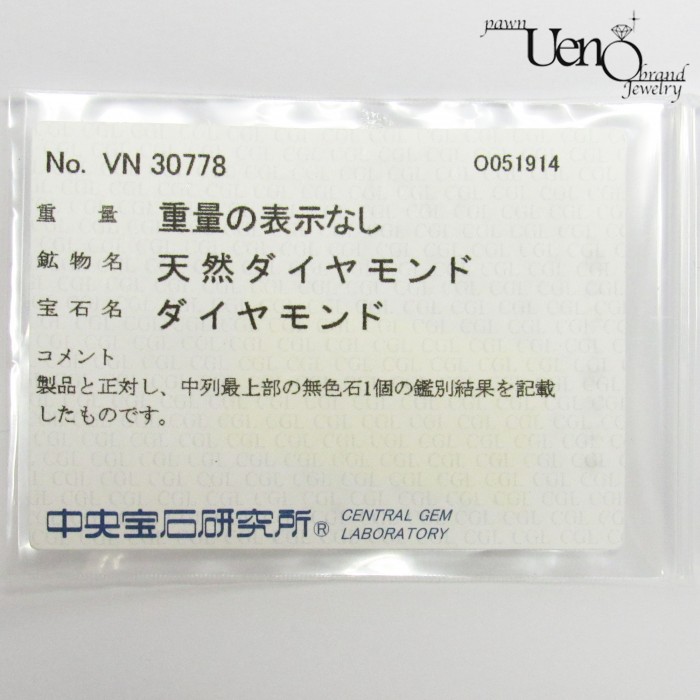 pawn
Ueno
brand
Jewelry
No. VN 30778
O051914
重量 重量の表示なし
鉱物名 天然ダイヤモンド
宝石名 ダイヤモンド
コメント
製品と正対し、中列最上部の無色石1個の鑑別結果を記載
したものです。
中央宝石研究所® CENTRAL GEM
LABORATORY